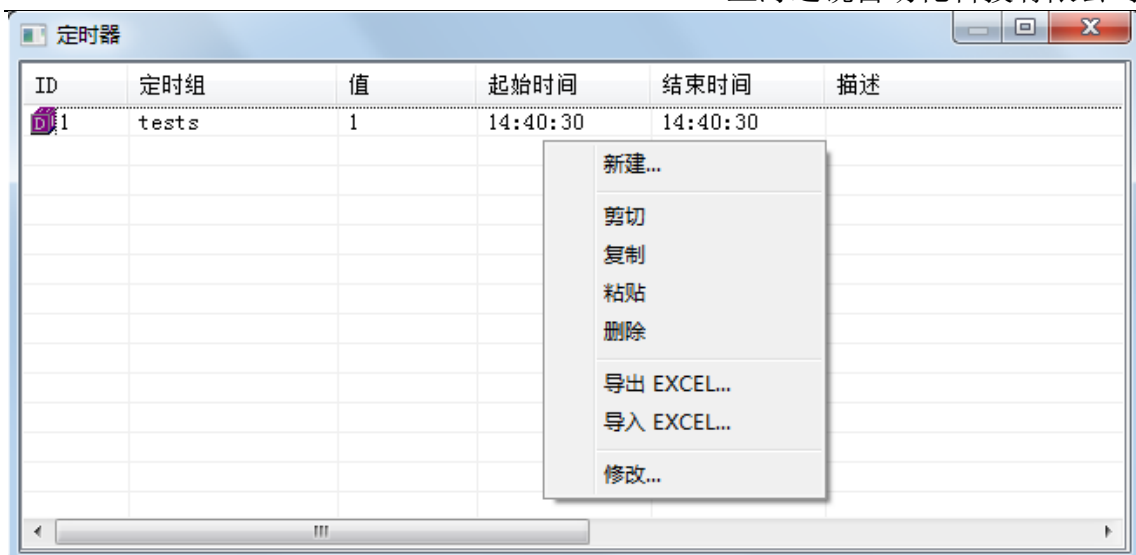 定时器
ID 定时组 值 起始时间 结束时间 描述
D 1 tests 1 14:40:30 14:40:30
新建...
剪切
复制
粘贴
删除
导出 EXCEL...
导入 EXCEL...
修改...